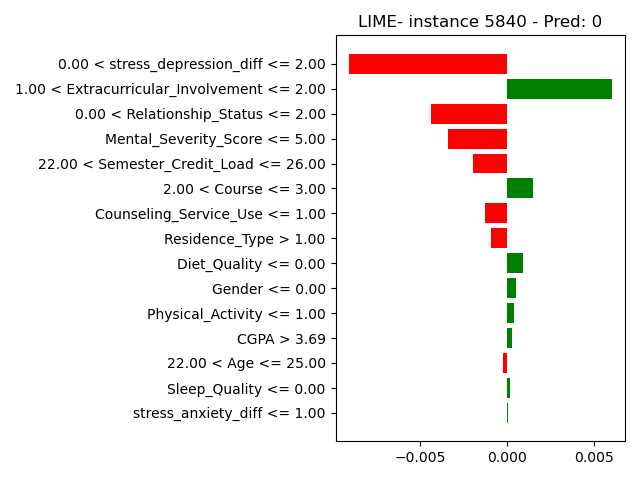 LIME- instance 5840 - Pred: 0
0.00 < stress_depression_diff <= 2.00
1.00 < Extracurricular_Involvement <= 2.00
0.00 < Relationship_Status <= 2.00
Mental_Severity_Score <= 5.00
22.00 < Semester_Credit_Load <= 26.00
2.00 < Course <= 3.00
Counseling_Service_Use <= 1.00
Residence_Type > 1.00
Diet_Quality <= 0.00
Gender <= 0.00
Physical_Activity <= 1.00
CGPA > 3.69
22.00 < Age <= 25.00
Sleep_Quality <= 0.00
stress_anxiety_diff <= 1.00
−0.005 0.000 0.005